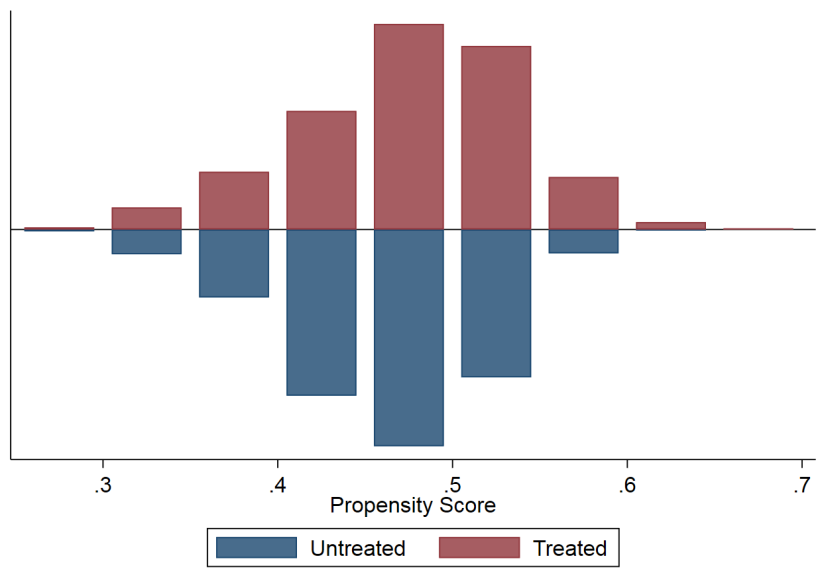 .3 .4 .5 .6 .7
Propensity Score
Untreated Treated